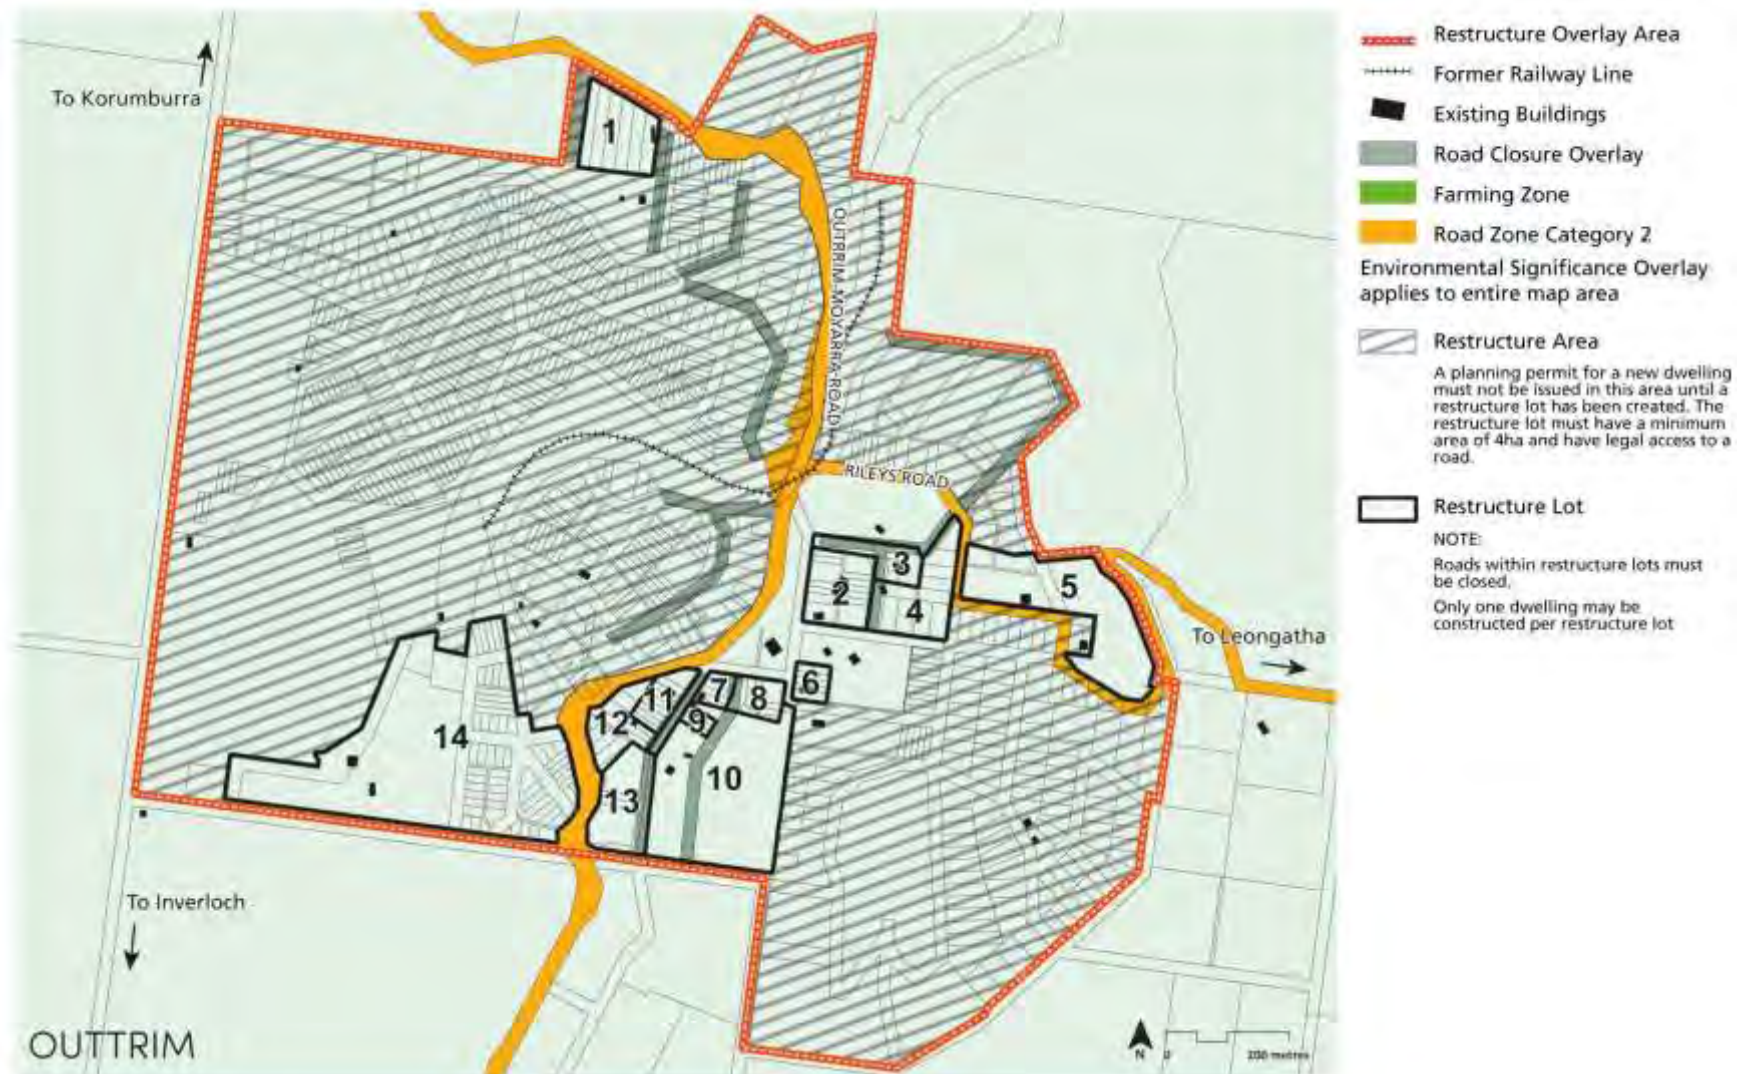 To Korumburra
1
OUTTRIM-MOYARRA ROAD
RILEYS ROAD
3
2
4
5
To Leongatha
6
7
8
11
12
9
14
10
13
To Inverloch
OUTTRIM
N
0
200 metres
Restructure Overlay Area
Former Railway Line
Existing Buildings
Road Closure Overlay
Farming Zone
Road Zone Category 2
Environmental Significance Overlay
applies to entire map area
Restructure Area
A planning permit for a new dwelling
must not be issued in this area until a
restructure lot has been created. The
restructure lot must have a minimum
area of 4ha and have legal access to a
road.
Restructure Lot
NOTE:
Roads within restructure lots must
be closed.
Only one dwelling may be
constructed per restructure lot